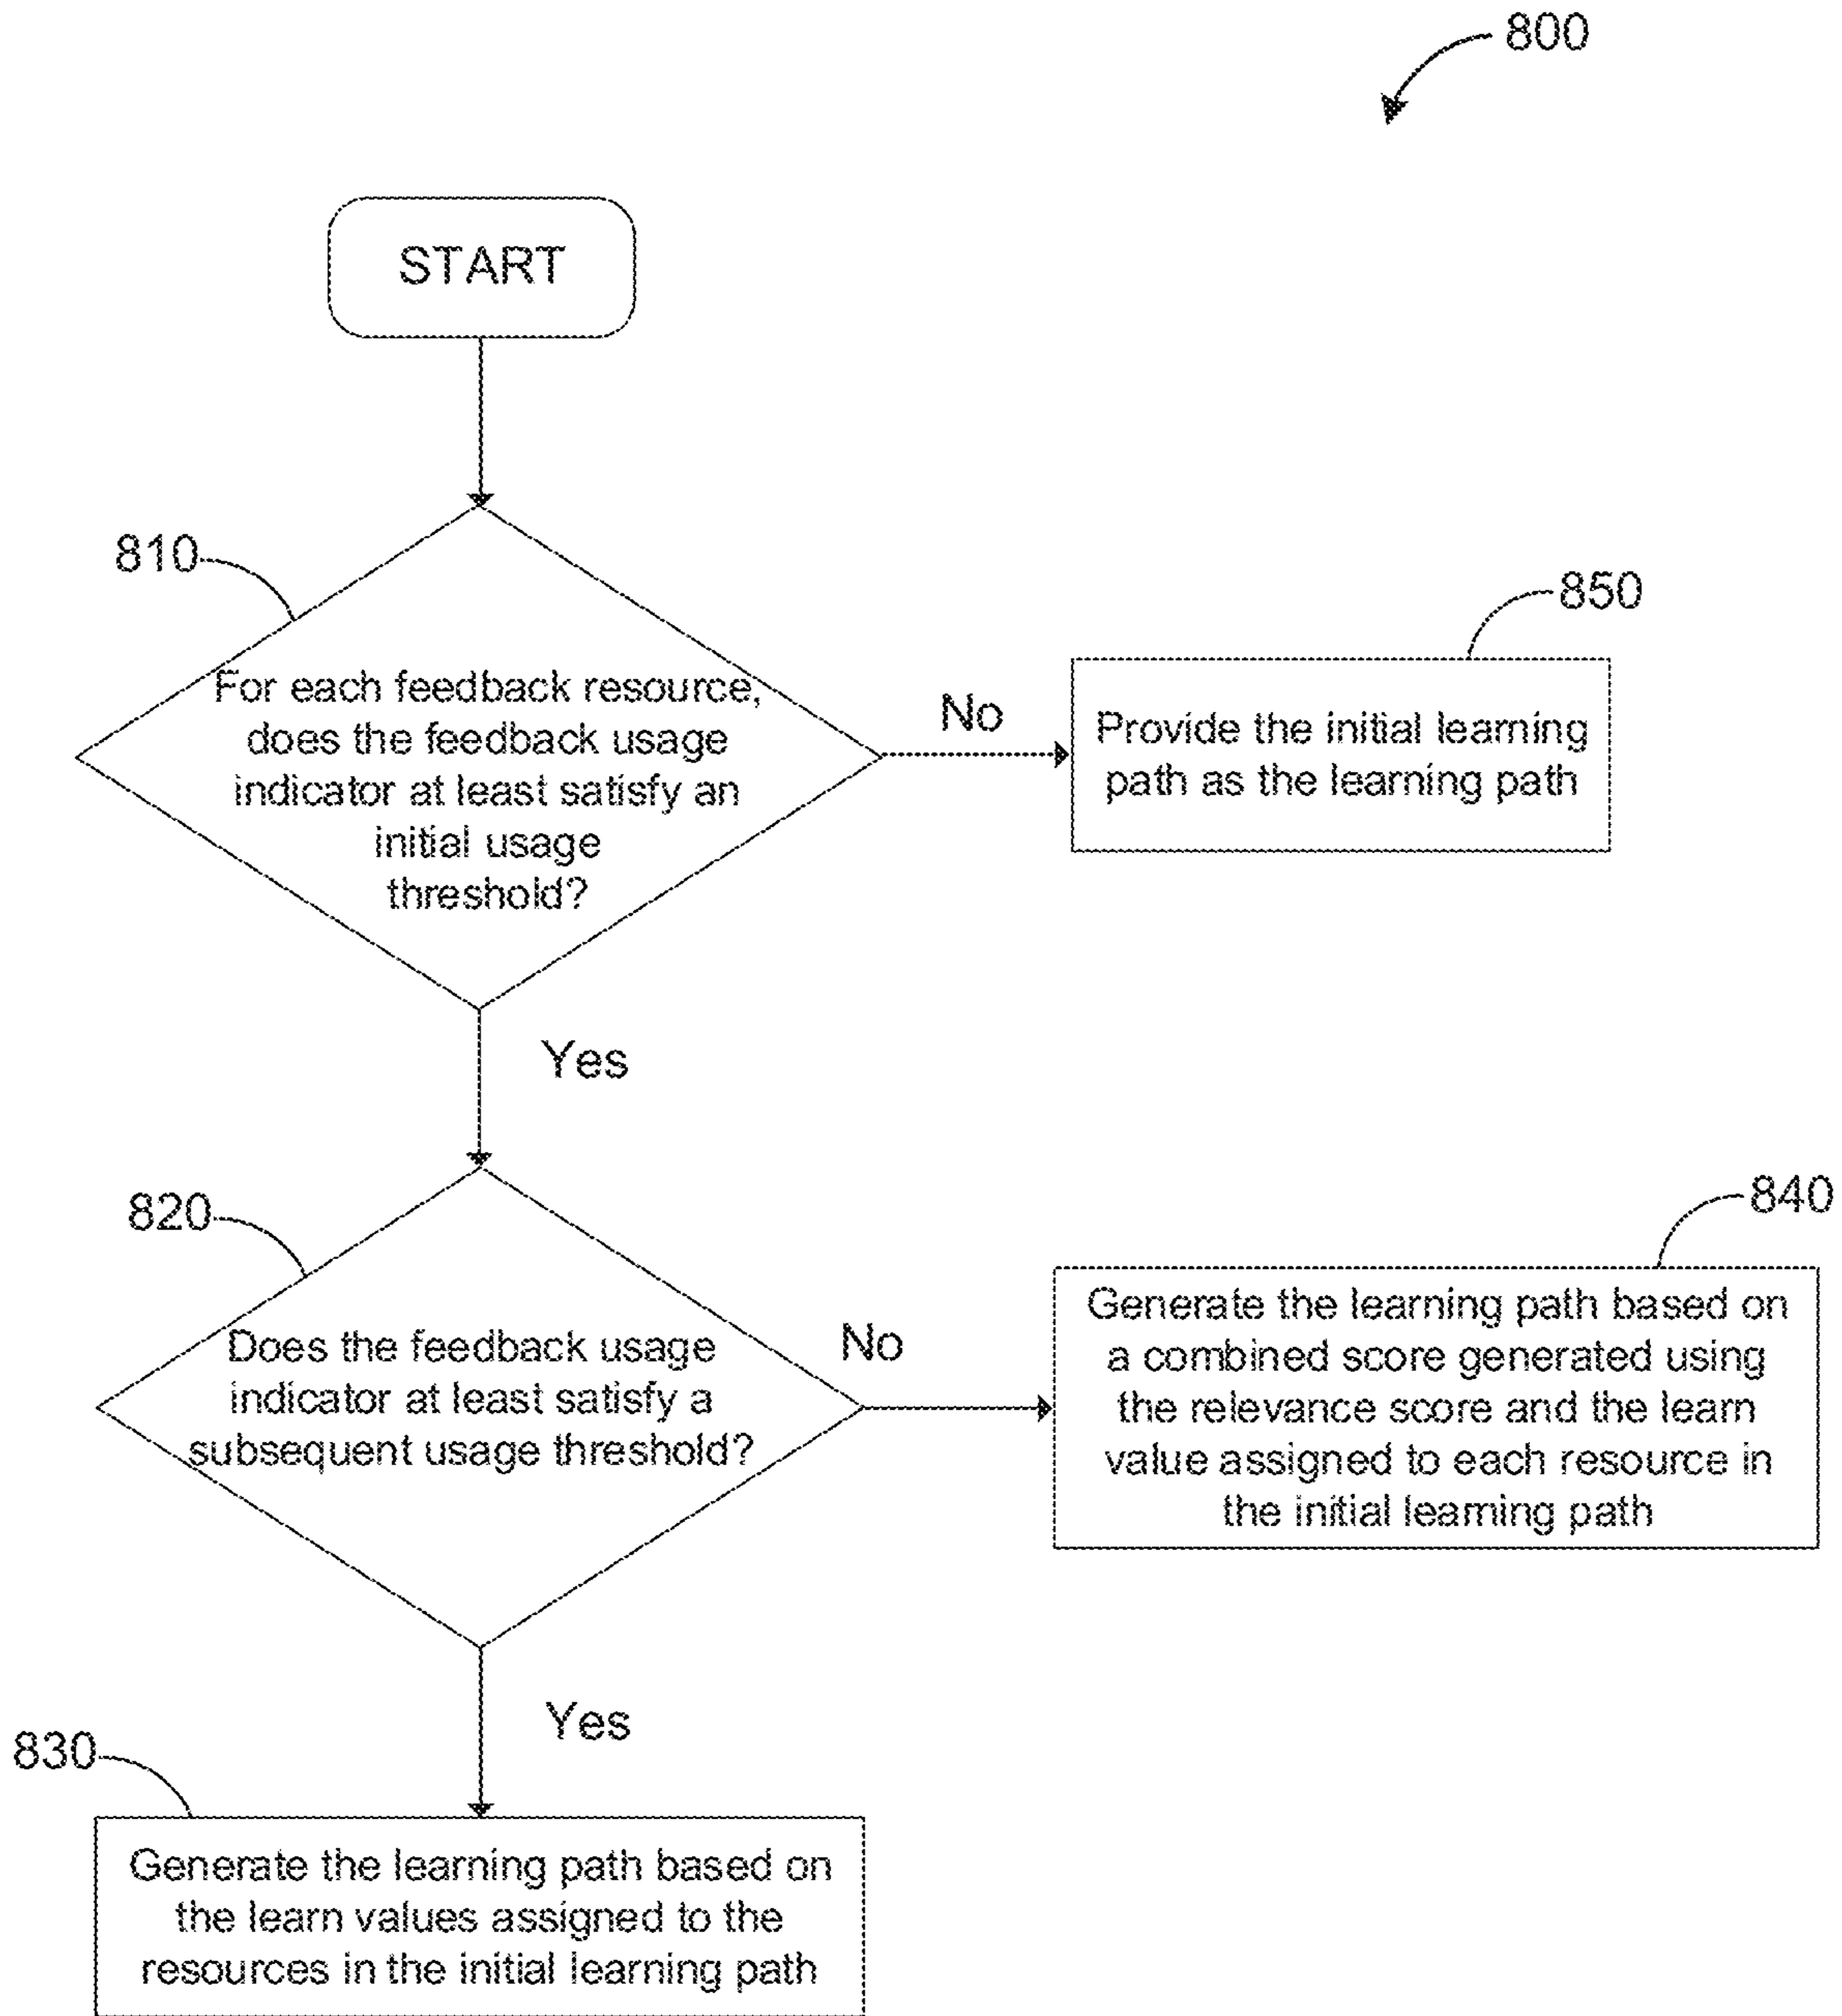 800
START
810
For each feedback resource,
does the feedback usage
indicator at least satisfy an
initial usage
threshold?
No
850
Provide the initial learning
path as the learning path
Yes
820
Does the feedback usage
indicator at least satisfy a
subsequent usage threshold?
No
840
Generate the learning path based on
a combined score generated using
the relevance score and the learn
value assigned to each resource in
the initial learning path
Yes
830
Generate the learning path based on
the learn values assigned to the
resources in the initial learning path